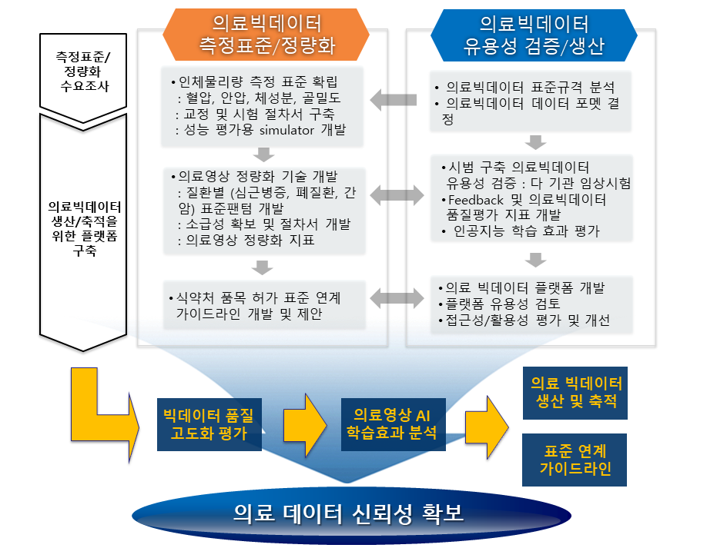 측정표준/
정량화
수요조사
의료빅데이터
생산/축적을
위한 플랫폼
구축
의료빅데이터
측정표준/정량화
• 인체물리량 측정 표준 확립
: 혈압, 안압, 체성분, 골밀도
: 교정 및 시험 절차서 구축
: 성능 평가용 simulator 개발
• 의료영상 정량화 기술 개발
: 질환별 (심근병증, 폐질환, 간
암) 표준팬텀 개발
: 소급성 확보 및 절차서 개발
: 의료영상 정량화 지표
• 식약처 품목 허가 표준 연계
가이드라인 개발 및 제안
의료빅데이터
유용성 검증/생산
• 의료빅데이터 표준규격 분석
• 의료빅데이터 데이터 포멧 결
정
• 시범 구축 의료빅데이터
유용성 검증 : 다 기관 임상시험
• Feedback 및 의료빅데이터
품질평가 지표 개발
• 인공지능 학습 효과 평가
• 의료 빅데이터 플랫폼 개발
• 플랫폼 유용성 검토
• 접근성/활용성 평가 및 개선
빅데이터 품질
고도화 평가
의료영상 AI
학습효과 분석
의료 빅데이터
생산 및 축적
표준 연계
가이드라인
의료 데이터 신뢰성 확보